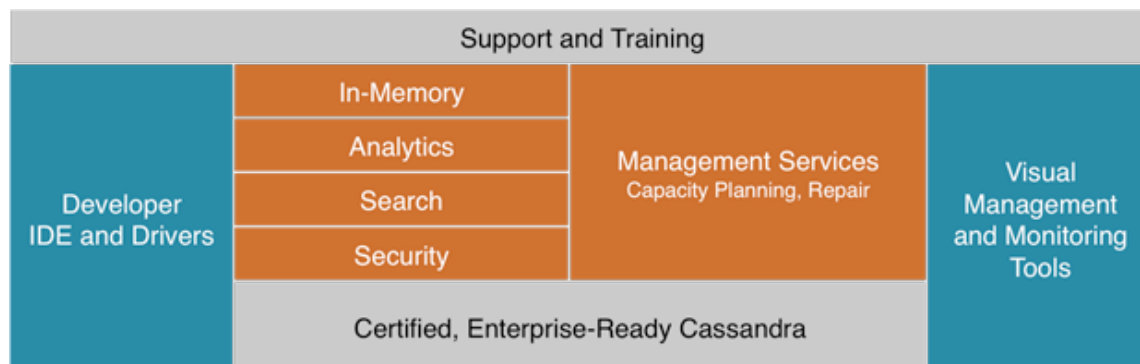 Support and Training
Developer
IDE and Drivers
In-Memory
Analytics
Search
Security
Management Services
Capacity Planning, Repair
Visual
Management
and Monitoring
Tools
Certified, Enterprise-Ready Cassandra